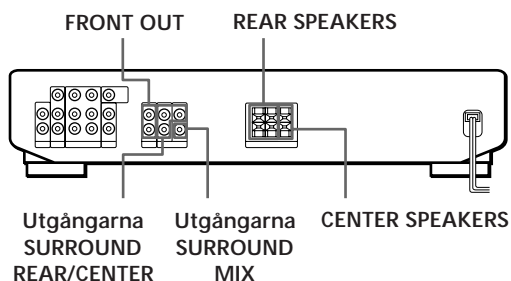 FRONT OUT
REAR SPEAKERS
Utgångarna
SURROUND
REAR/CENTER
Utgångarna
SURROUND
MIX
CENTER SPEAKERS